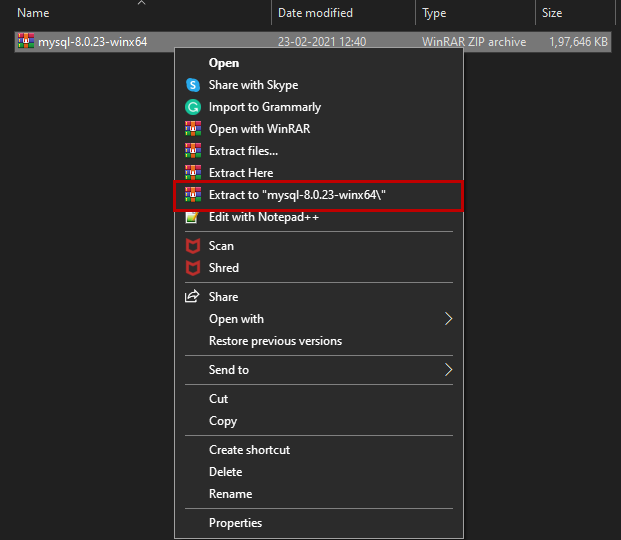 Name Date modified Type Size
mysql-8.0.23-winx64 23-02-2021 12:40 WinRAR ZIP archive 1,97,646 KB
Open
Share with Skype
Import to Grammarly
Open with WinRAR
Extract files...
Extract Here
Extract to "mysql-8.0.23-winx64\"
Edit with Notepad++
Scan
Shred
Share
Open with
Restore previous versions
Send to
Cut
Copy
Create shortcut
Delete
Rename
Properties